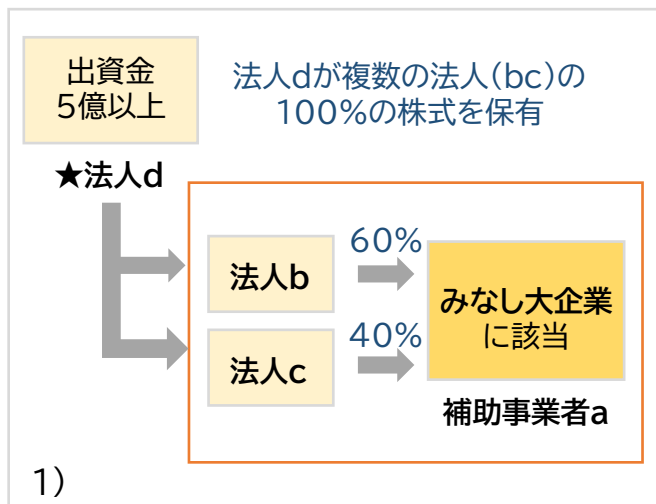 出資金
5億以上
法人dが複数の法人(bc)の
100%の株式を保有
★法人d
法人b
60%
みなし大企業
に該当
法人c
40%
補助事業者a
1)